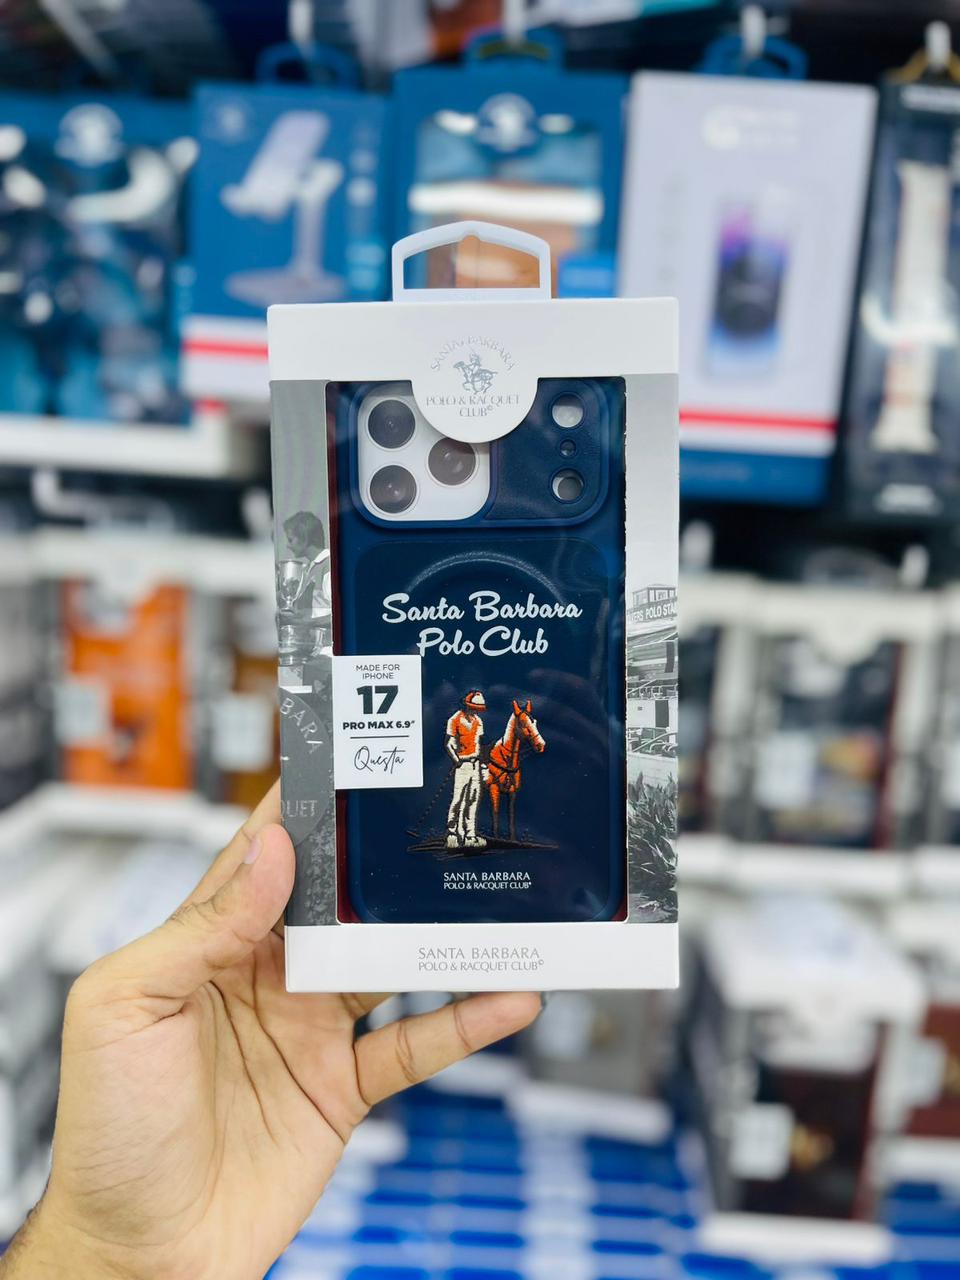 SANTA BARBARA
POLO & RACQUET
CLUB©
Santa Barbara
Polo Club
MADE FOR
IPHONE
17
PRO MAX 6.9"
Questa
SANTA BARBARA
POLO & RACQUET CLUB®
SANTA BARBARA
POLO & RACQUET CLUB©